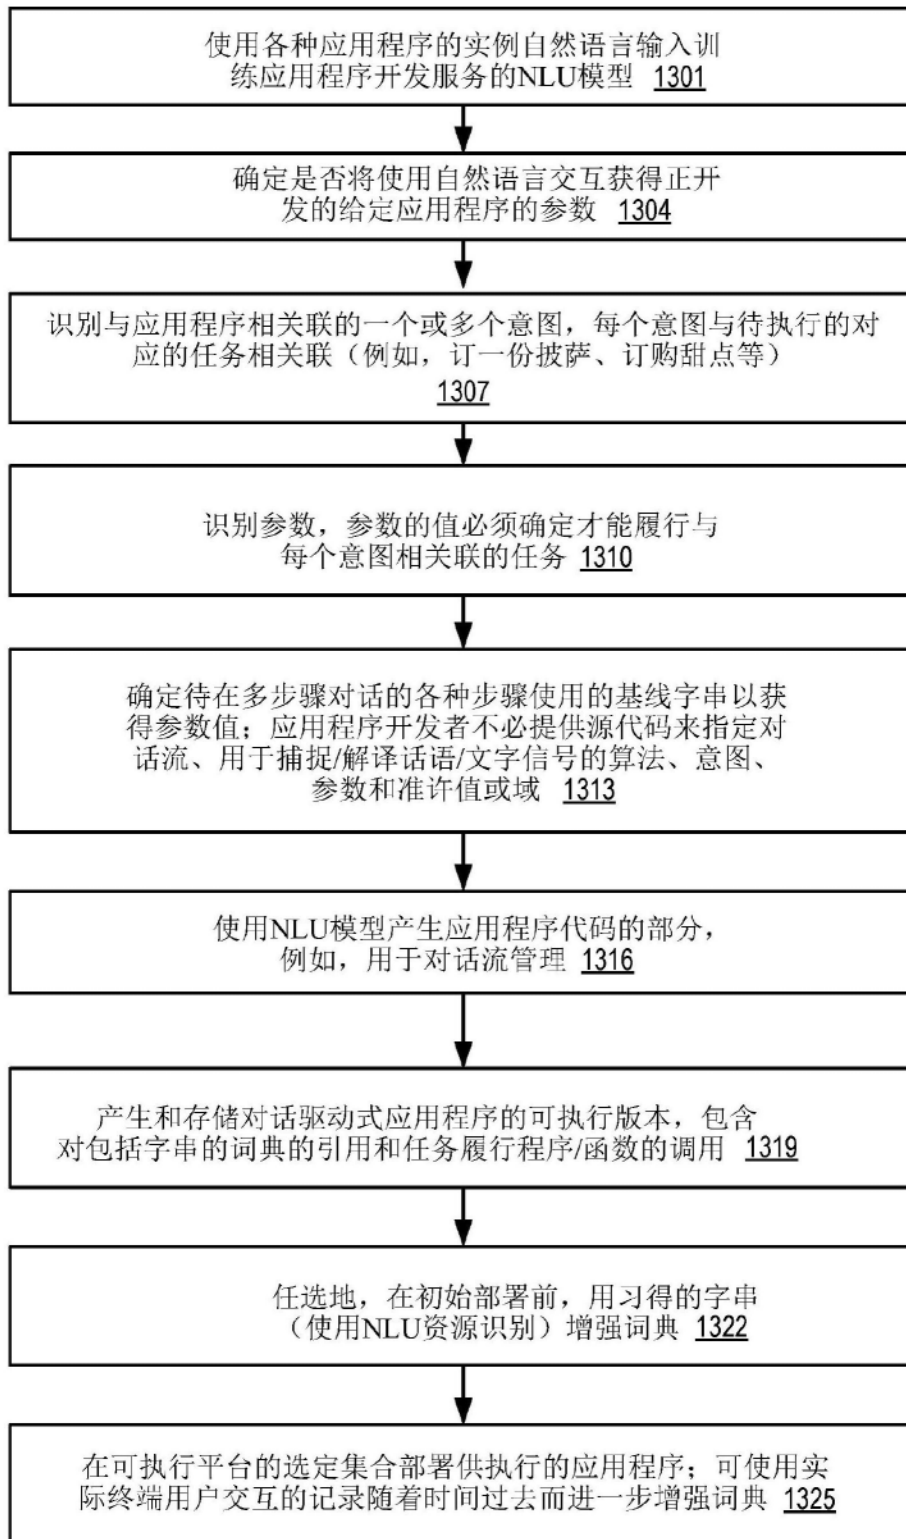 使用各种应用程序的实例自然语言输入训
练应用程序开发服务的NLU模型 1301
确定是否将使用自然语言交互获得正开
发的给定应用程序的参数 1304
识别与应用程序相关联的一个或多个意图，每个意图与待执行的对
应的任务相关联（例如，订一份披萨、订购甜点等）
1307
识别参数，参数的值必须确定才能履行与
每个意图相关联的任务 1310
确定待在多步骤对话的各种步骤使用的基线字串以获
得参数值；应用程序开发者不必提供源代码来指定对
话流、用于捕捉/解译话语/文字信号的算法、意图、
参数和准许值或域 1313
使用NLU模型产生应用程序代码的部分，
例如，用于对话流管理 1316
产生和存储对话驱动式应用程序的可执行版本，包含
对包括字串的词典的引用和任务履行程序/函数的调用 1319
任选地，在初始部署前，用习得的字串
（使用NLU资源识别）增强词典 1322
在可执行平台的选定集合部署供执行的应用程序；可使用实
际终端用户交互的记录随着时间过去而进一步增强词典 1325